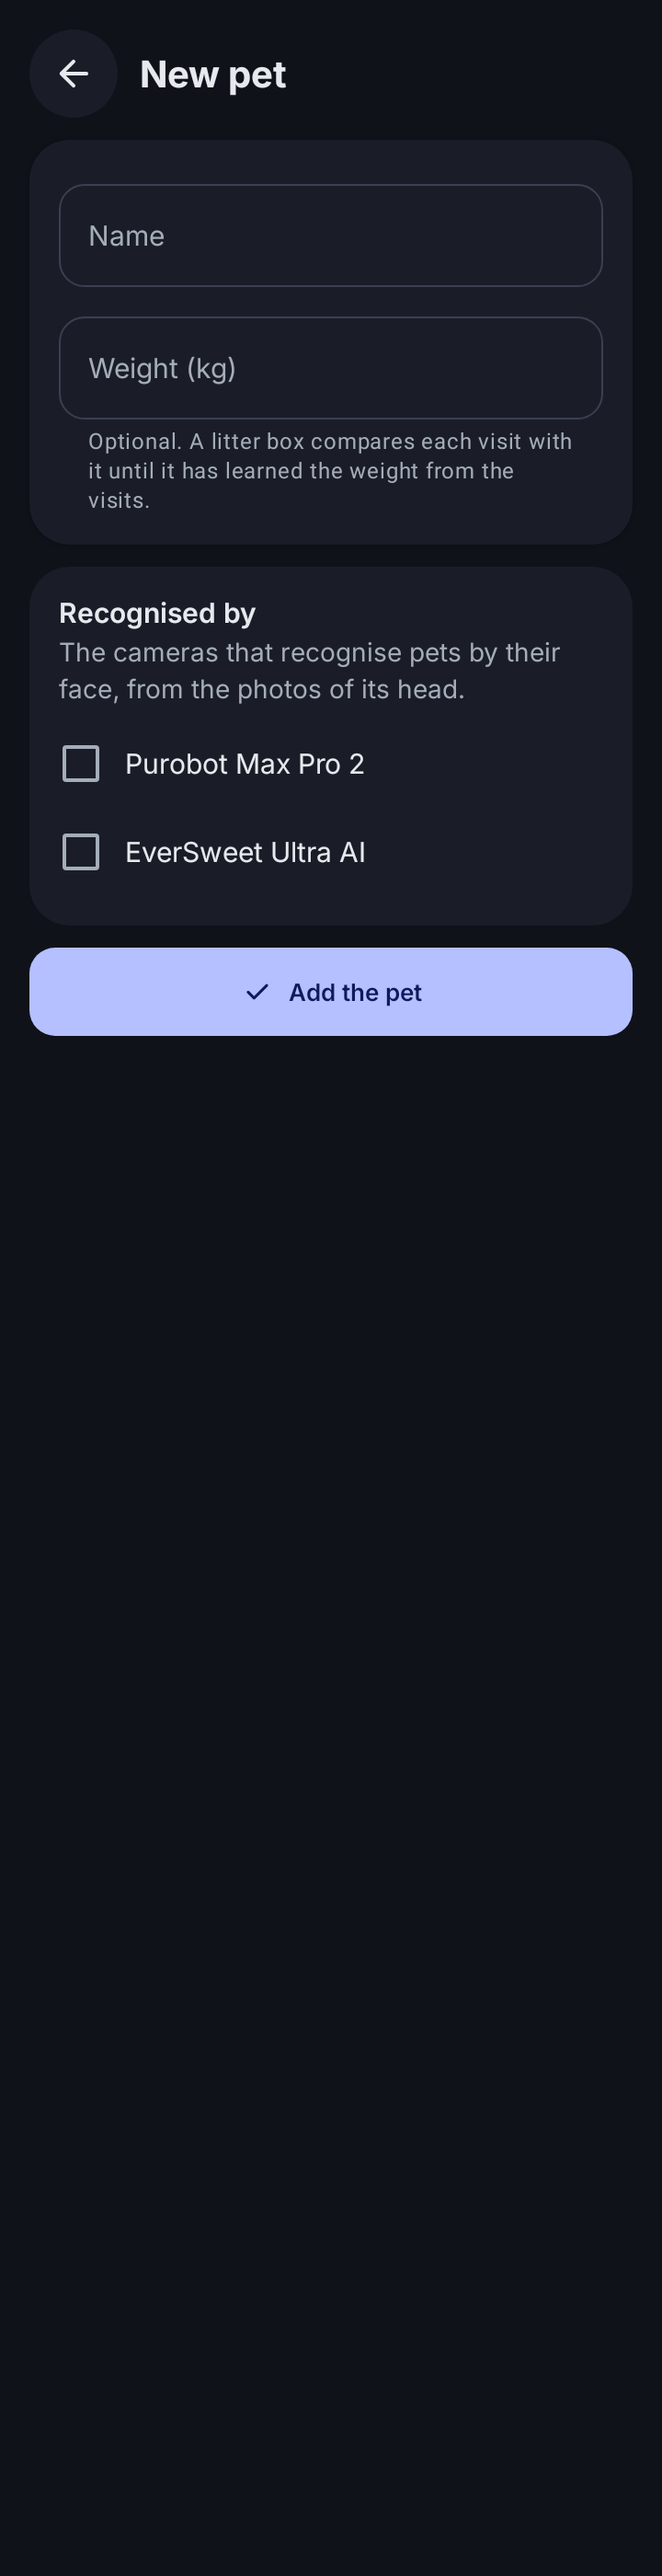 New pet
Name
Weight (kg)
Optional. A litter box compares each visit with
it until it has learned the weight from the
visits.
Recognised by
The cameras that recognise pets by their
face, from the photos of its head.
Purobot Max Pro 2
EverSweet Ultra AI
Add the pet